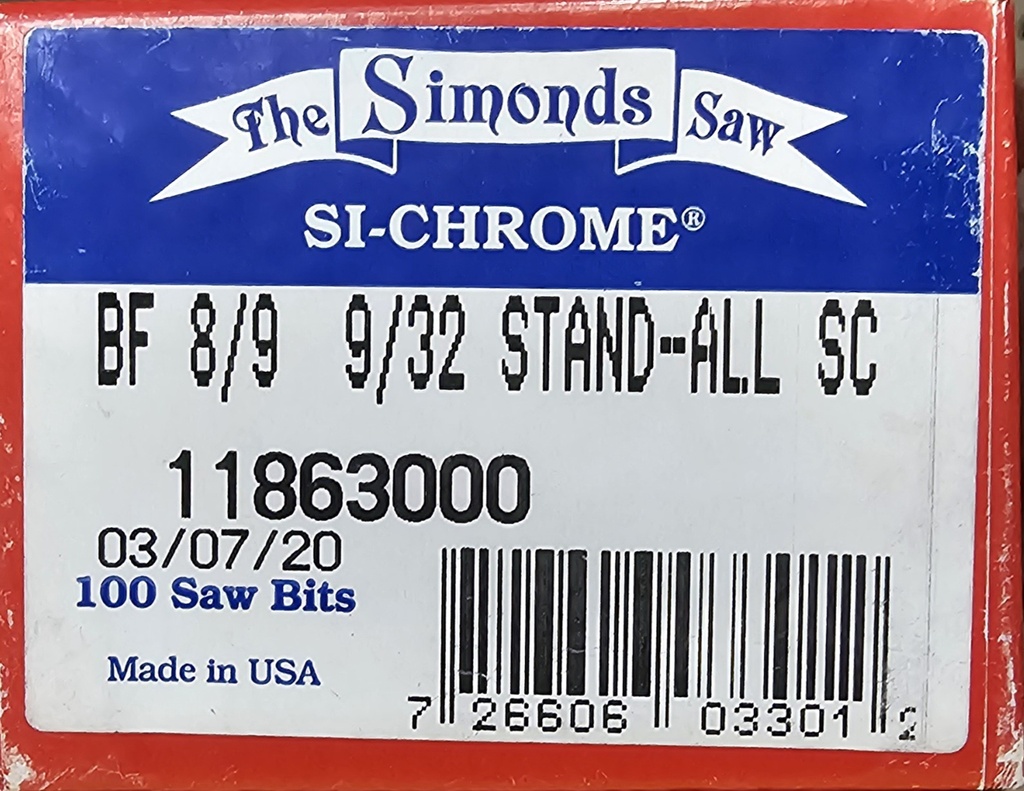 The Simonds Saw
SI-CHROME®
BF 8/9 9/32 STAND-ALL SC
11863000
03/07/20
100 Saw Bits
Made in USA
7 26606 03301 2